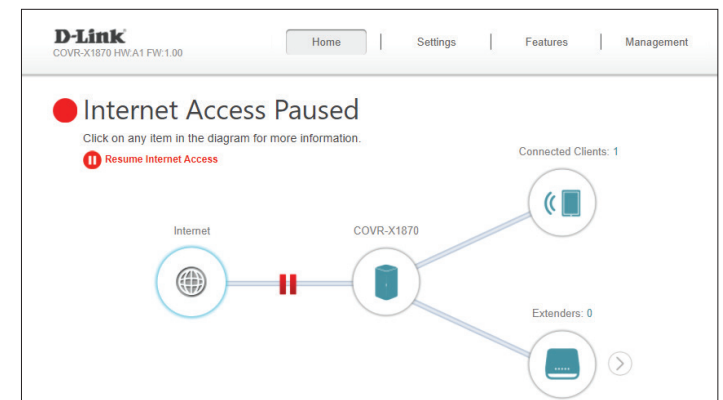 D-Link
COVR-X1870 HW:A1 FW:1.00
Home | Settings | Features | Management
Internet Access Paused
Click on any item in the diagram for more information.
Resume Internet Access
Connected Clients: 1
Internet
COVR-X1870
Extenders: 0